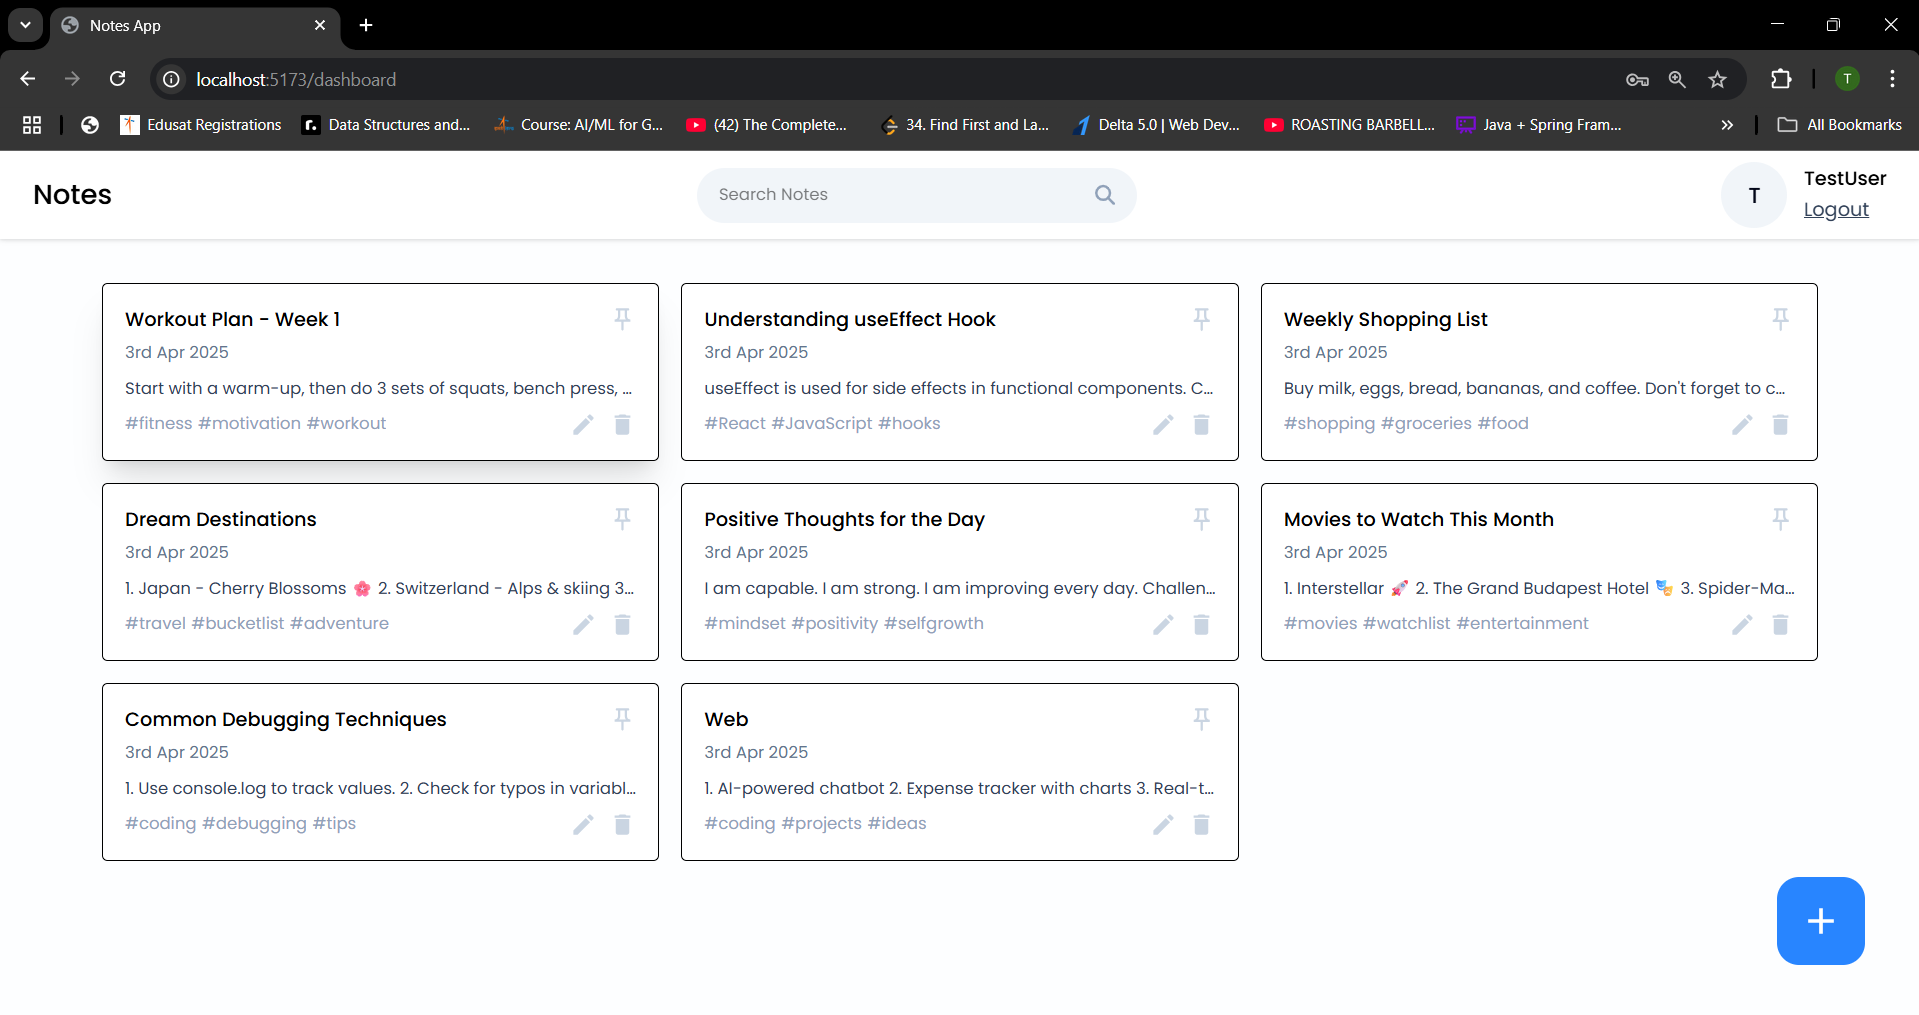 Notes App
localhost:5173/dashboard
T
Edusat Registrations
Data Structures and...
Course: AI/ML for G...
(42) The Complete...
34. Find First and La...
Delta 5.0 | Web Dev...
ROASTING BARBELL...
Java + Spring Fram...
All Bookmarks
Notes
Search Notes
T
TestUser
Logout
Workout Plan - Week 1
3rd Apr 2025
Start with a warm-up, then do 3 sets of squats, bench press, ...
#fitness #motivation #workout
Understanding useEffect Hook
3rd Apr 2025
useEffect is used for side effects in functional components. C...
#React #JavaScript #hooks
Weekly Shopping List
3rd Apr 2025
Buy milk, eggs, bread, bananas, and coffee. Don't forget to c...
#shopping #groceries #food
Dream Destinations
3rd Apr 2025
1. Japan - Cherry Blossoms 🌸 2. Switzerland - Alps & skiing 3...
#travel #bucketlist #adventure
Positive Thoughts for the Day
3rd Apr 2025
I am capable. I am strong. I am improving every day. Challen...
#mindset #positivity #selfgrowth
Movies to Watch This Month
3rd Apr 2025
1. Interstellar 🚀 2. The Grand Budapest Hotel 🎭 3. Spider-Ma...
#movies #watchlist #entertainment
Common Debugging Techniques
3rd Apr 2025
1. Use console.log to track values. 2. Check for typos in variabl...
#coding #debugging #tips
Web
3rd Apr 2025
1. AI-powered chatbot 2. Expense tracker with charts 3. Real-t...
#coding #projects #ideas